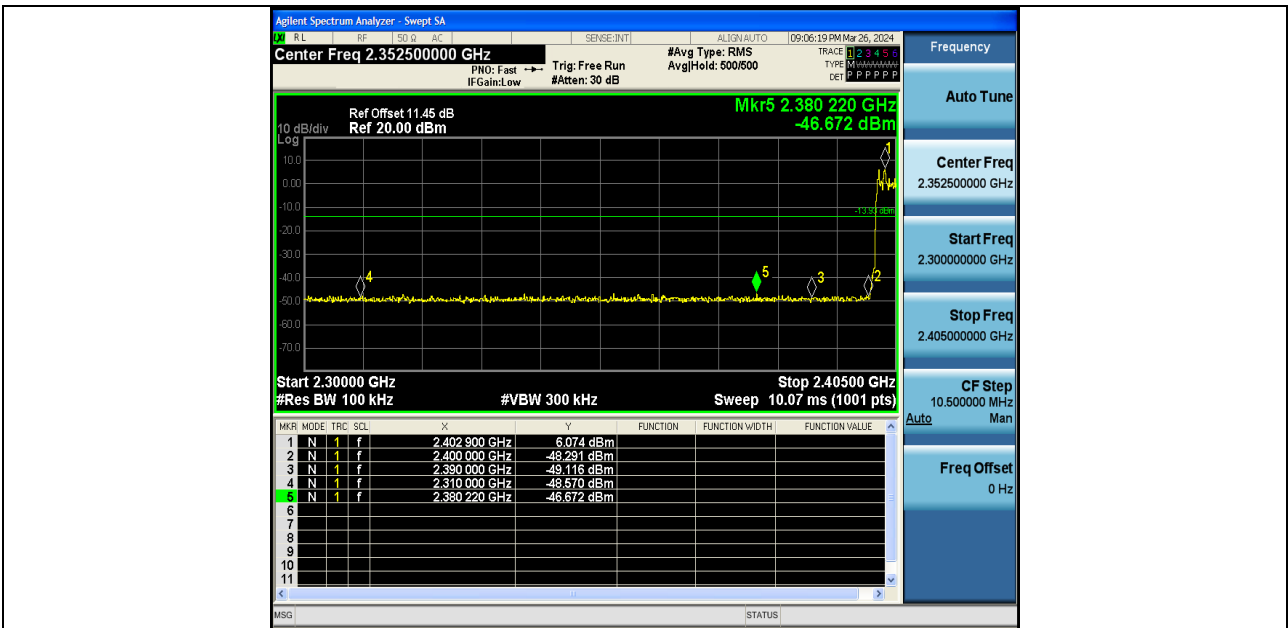 Agilent Spectrum Analyzer - Swept SA
RL RF 50 Ω AC SENSE:INT ALIGN AUTO 09:06:19 PM Mar 26, 2024
Center Freq 2.352500000 GHz
PNO: Fast
IFGain:Low
Trig: Free Run
#Atten: 30 dB
#Avg Type: RMS
Avg|Hold: 500/500
TRACE 1 2 3 4 5 6
TYPE M
DET P P P P P P
Mkr5 2.380 220 GHz
-46.672 dBm
Ref Offset 11.45 dB
10 dB/div Ref 20.00 dBm
Log
10.0
0.00
-10.0
-20.0
-30.0
-40.0
-50.0
-60.0
-70.0
1
-13.93 dBm
4
5
3
2
Start 2.30000 GHz Stop 2.40500 GHz
#Res BW 100 kHz #VBW 300 kHz Sweep 10.07 ms (1001 pts)
MKR MODE TRC SCL X Y FUNCTION FUNCTION WIDTH FUNCTION VALUE
1 N 1 f 2.402 900 GHz 6.074 dBm
2 N 1 f 2.400 000 GHz -48.291 dBm
3 N 1 f 2.390 000 GHz -49.116 dBm
4 N 1 f 2.310 000 GHz -48.570 dBm
5 N 1 f 2.380 220 GHz -46.672 dBm
6
7
8
9
10
11
MSG STATUS
Frequency
Auto Tune
Center Freq
2.352500000 GHz
Start Freq
2.300000000 GHz
Stop Freq
2.405000000 GHz
CF Step
10.500000 MHz
Auto Man
Freq Offset
0 Hz